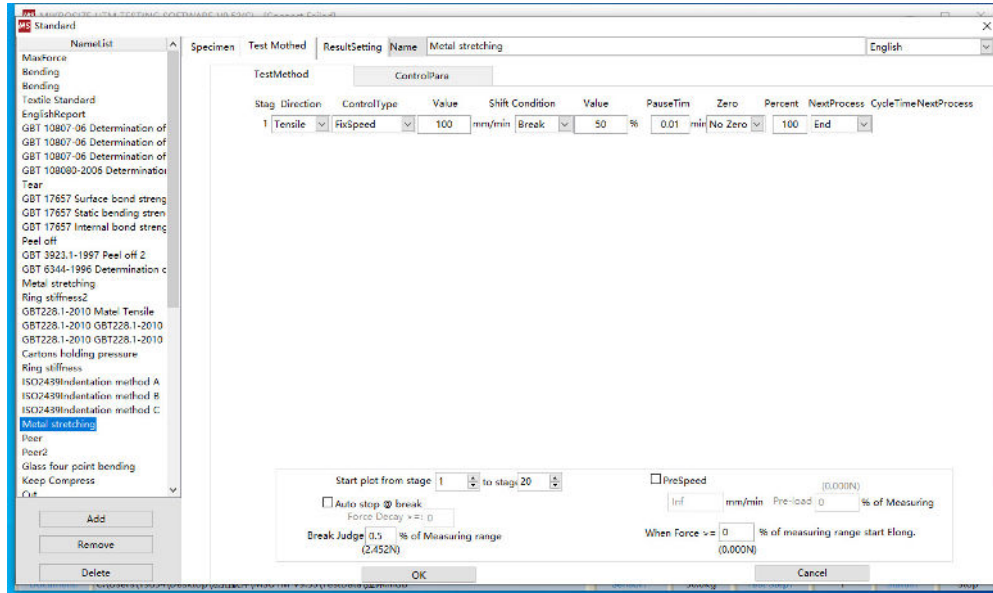 MS Standard
NameList
MaxForce
Bending
Bending
Textile Standard
EnglishReport
GBT 10807-06 Determination of
GBT 10807-06 Determination of
GBT 10807-06 Determination of
GBT 108080-2006 Determination
Tear
GBT 17657 Surface bond streng
GBT 17657 Static bending stren
GBT 17657 Internal bond streng
Peel off
GBT 3923.1-1997 Peel off 2
GBT 6344-1996 Determination c
Metal stretching
Ring stiffness2
GBT228.1-2010 Matel Tensile
GBT228.1-2010 GBT228.1-2010
GBT228.1-2010 GBT228.1-2010
Cartons holding pressure
Ring stiffness
ISO2439Indentation method A
ISO2439Indentation method B
ISO2439Indentation method C
Metal stretching
Peer
Peer2
Glass four point bending
Keep Compress
Cut
Add
Remove
Delete
Specimen Test Mothed ResultSetting Name Metal stretching English
TestMethod ControlPara
Stag Direction ControlType Value Shift Condition Value PauseTim Zero Percent NextProcess CycleTimeNextProcess
1 Tensile FixSpeed 100 mm/min Break 50 % 0.01 min No Zero 100 End
Start plot from stage 1 to stage 20
Auto stop @ break
Force Decay >=: 0
Break Judge 0.5 % of Measuring range
(2.452N)
PreSpeed (0.000N)
Inf mm/min Pre-load 0 % of Measuring
When Force >= 0 % of measuring range start Elong.
(0.000N)
OK Cancel